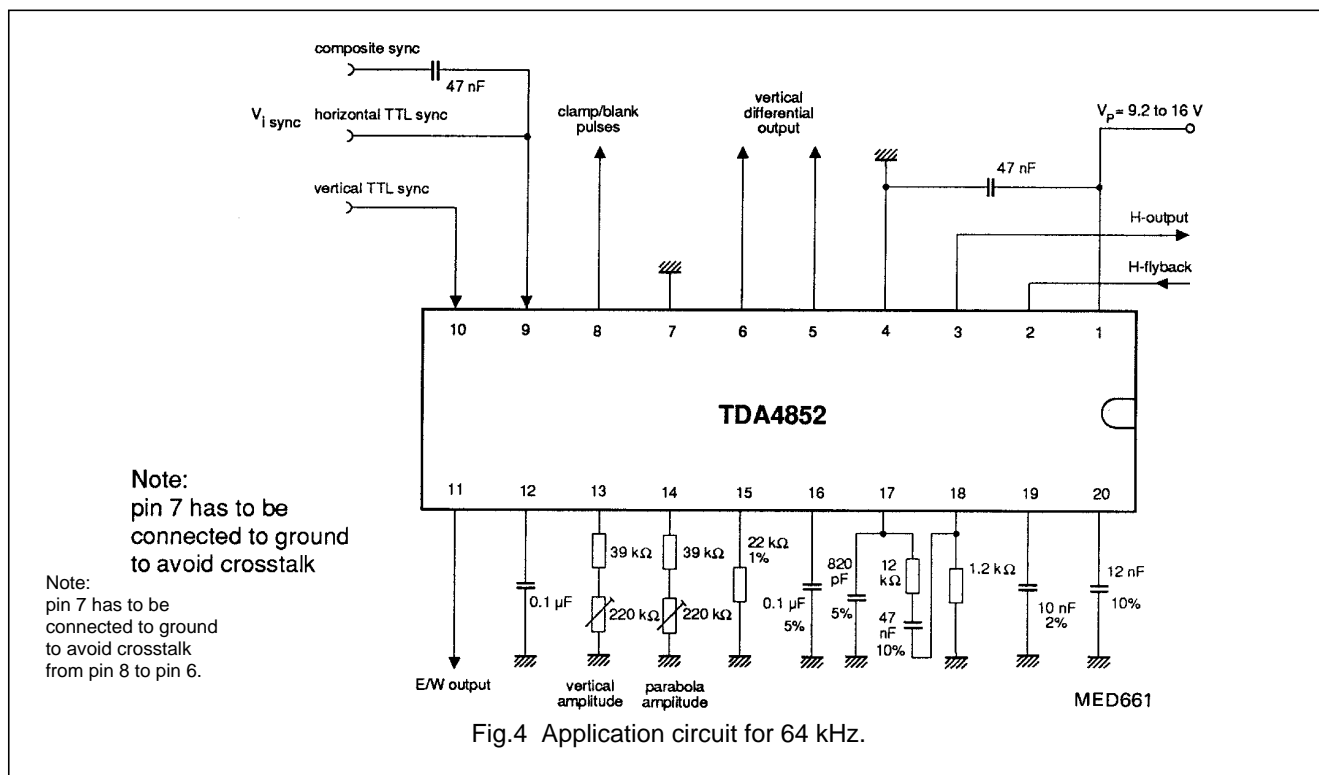 composite sync
47 nF
V i sync
horizontal TTL sync
vertical TTL sync
clamp/blank
pulses
vertical
differential
output
VP = 9.2 to 16 V
47 nF
H-output
H-flyback
10 9 8 7 6 5 4 3 2 1
TDA4852
11 12 13 14 15 16 17 18 19 20
Note:
pin 7 has to be
connected to ground
to avoid crosstalk
Note:
pin 7 has to be
connected to ground
to avoid crosstalk
from pin 8 to pin 6.
E/W output
0.1 µF
39 kΩ
220 kΩ
vertical
amplitude
39 kΩ
220 kΩ
parabola
amplitude
22 kΩ
1%
0.1 µF
5%
820
pF
5%
12
kΩ
47
nF
10%
1.2 kΩ
10 nF
2%
12 nF
10%
MED661
Fig.4 Application circuit for 64 kHz.